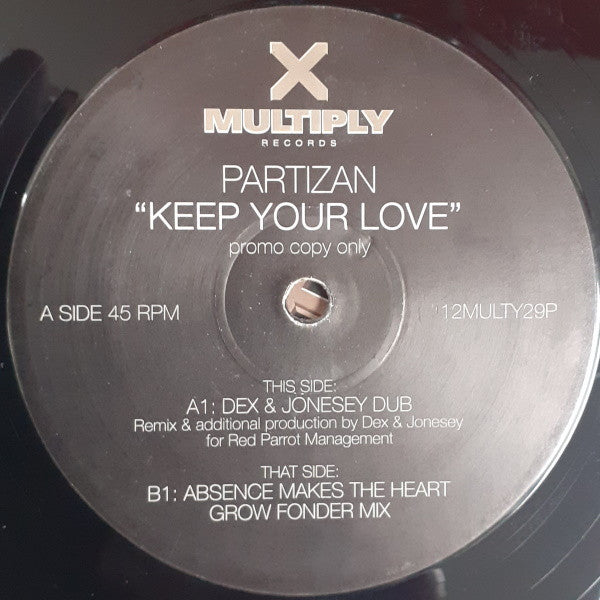 X
MULTIPLY
RECORDS
PARTIZAN
“KEEP YOUR LOVE”
promo copy only
A SIDE 45 RPM
12MULTY29P
THIS SIDE:
A1: DEX & JONESEY DUB
Remix & additional production by Dex & Jonesey
for Red Parrot Management
THAT SIDE:
B1: ABSENCE MAKES THE HEART
GROW FONDER MIX